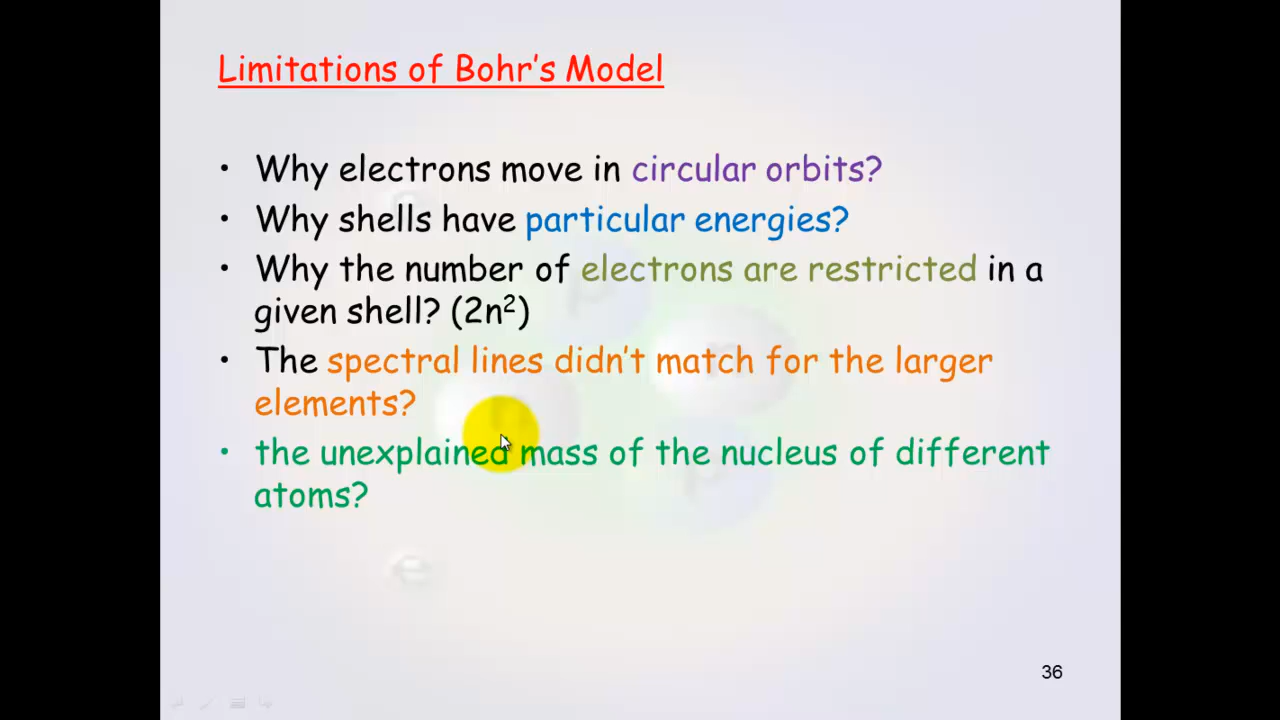 Limitations of Bohr's Model
• Why electrons move in circular orbits?
• Why shells have particular energies?
• Why the number of electrons are restricted in a
given shell? (2n²)
• The spectral lines didn't match for the larger
elements?
• the unexplained mass of the nucleus of different
atoms?
36